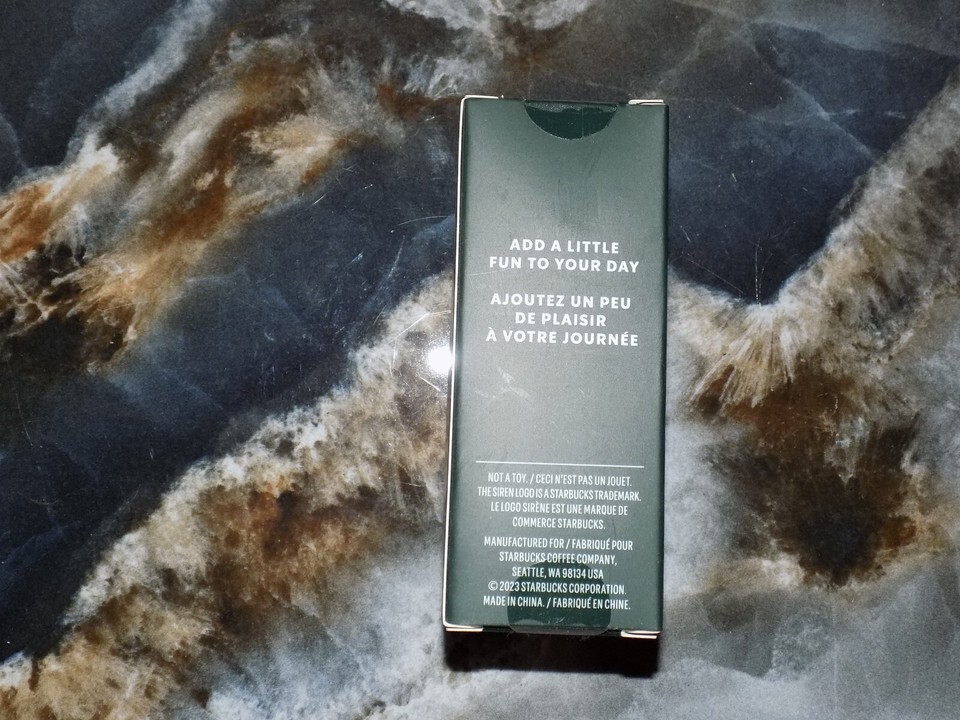 ADD A LITTLE
FUN TO YOUR DAY
AJOUTEZ UN PEU
DE PLAISIR
À VOTRE JOURNÉE
NOT A TOY. / CECI N'EST PAS UN JOUET.
THE SIREN LOGO IS A STARBUCKS TRADEMARK.
LE LOGO SIRÈNE EST UNE MARQUE DE
COMMERCE STARBUCKS.
MANUFACTURED FOR / FABRIQUÉ POUR
STARBUCKS COFFEE COMPANY,
SEATTLE, WA 98134 USA
© 2023 STARBUCKS CORPORATION.
MADE IN CHINA. / FABRIQUÉ EN CHINE.